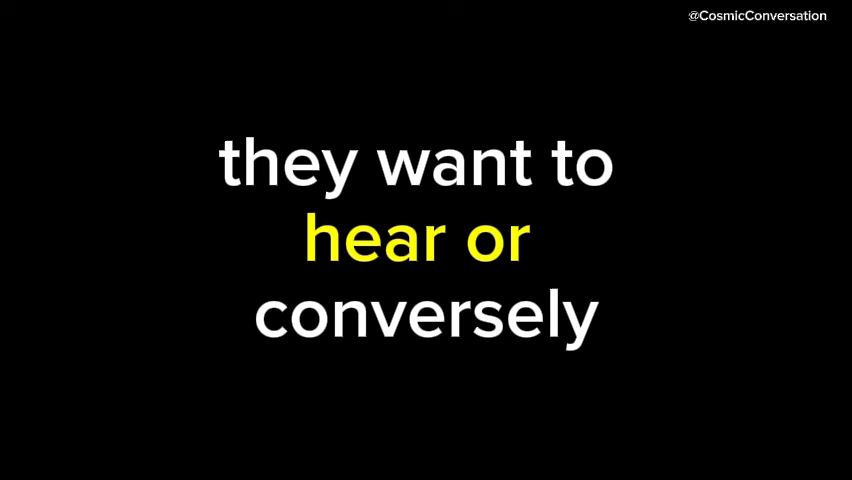 @CosmicConversation
they want to
hear or
conversely